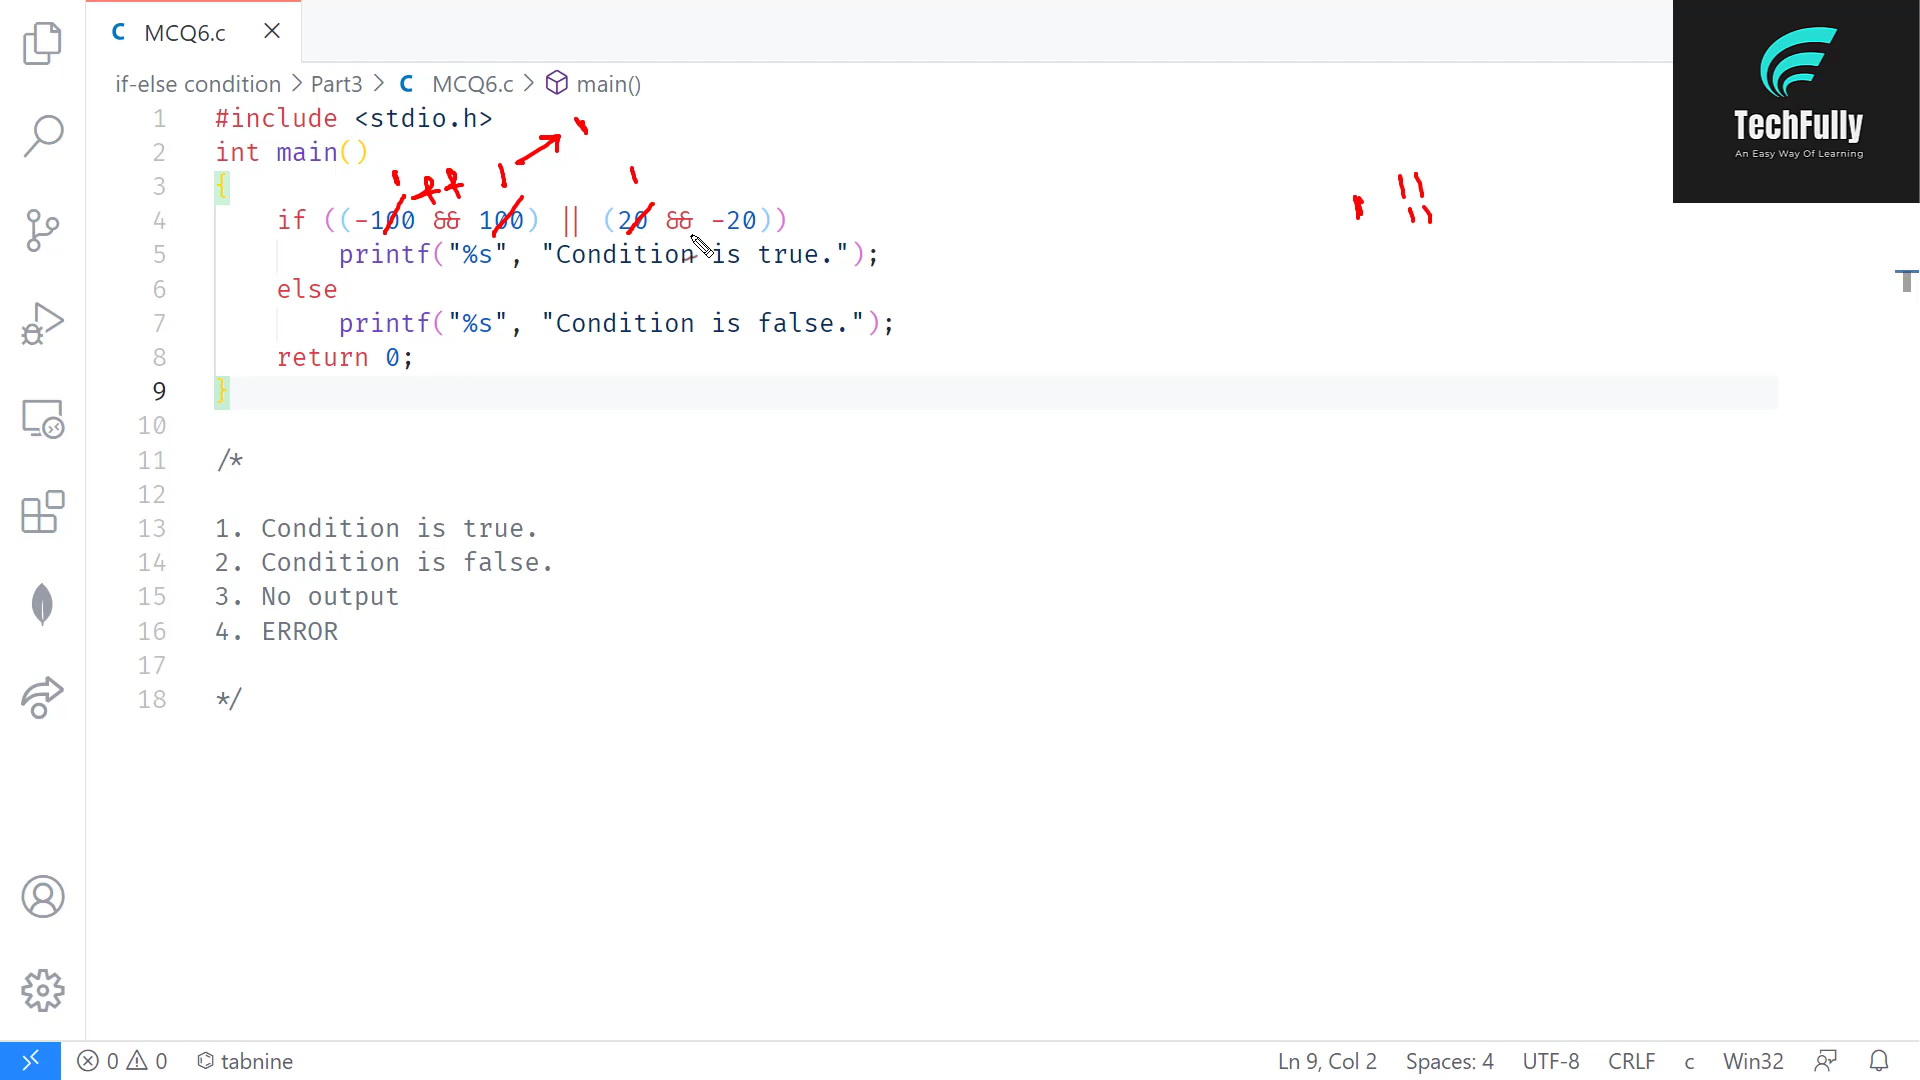 MCQ6.c
TechFully
An Easy Way Of Learning
if-else condition > Part3 > C MCQ6.c > main()
1 #include <stdio.h>
2 int main()
3 {
4 if ((-100 && 100) || (20 && -20))
5 printf("%s", "Condition is true.");
6 else
7 printf("%s", "Condition is false.");
8 return 0;
9 }
10
11 /*
12
13 1. Condition is true.
14 2. Condition is false.
15 3. No output
16 4. ERROR
17
18 */
0 0 tabnine Ln 9, Col 2 Spaces: 4 UTF-8 CRLF c Win32